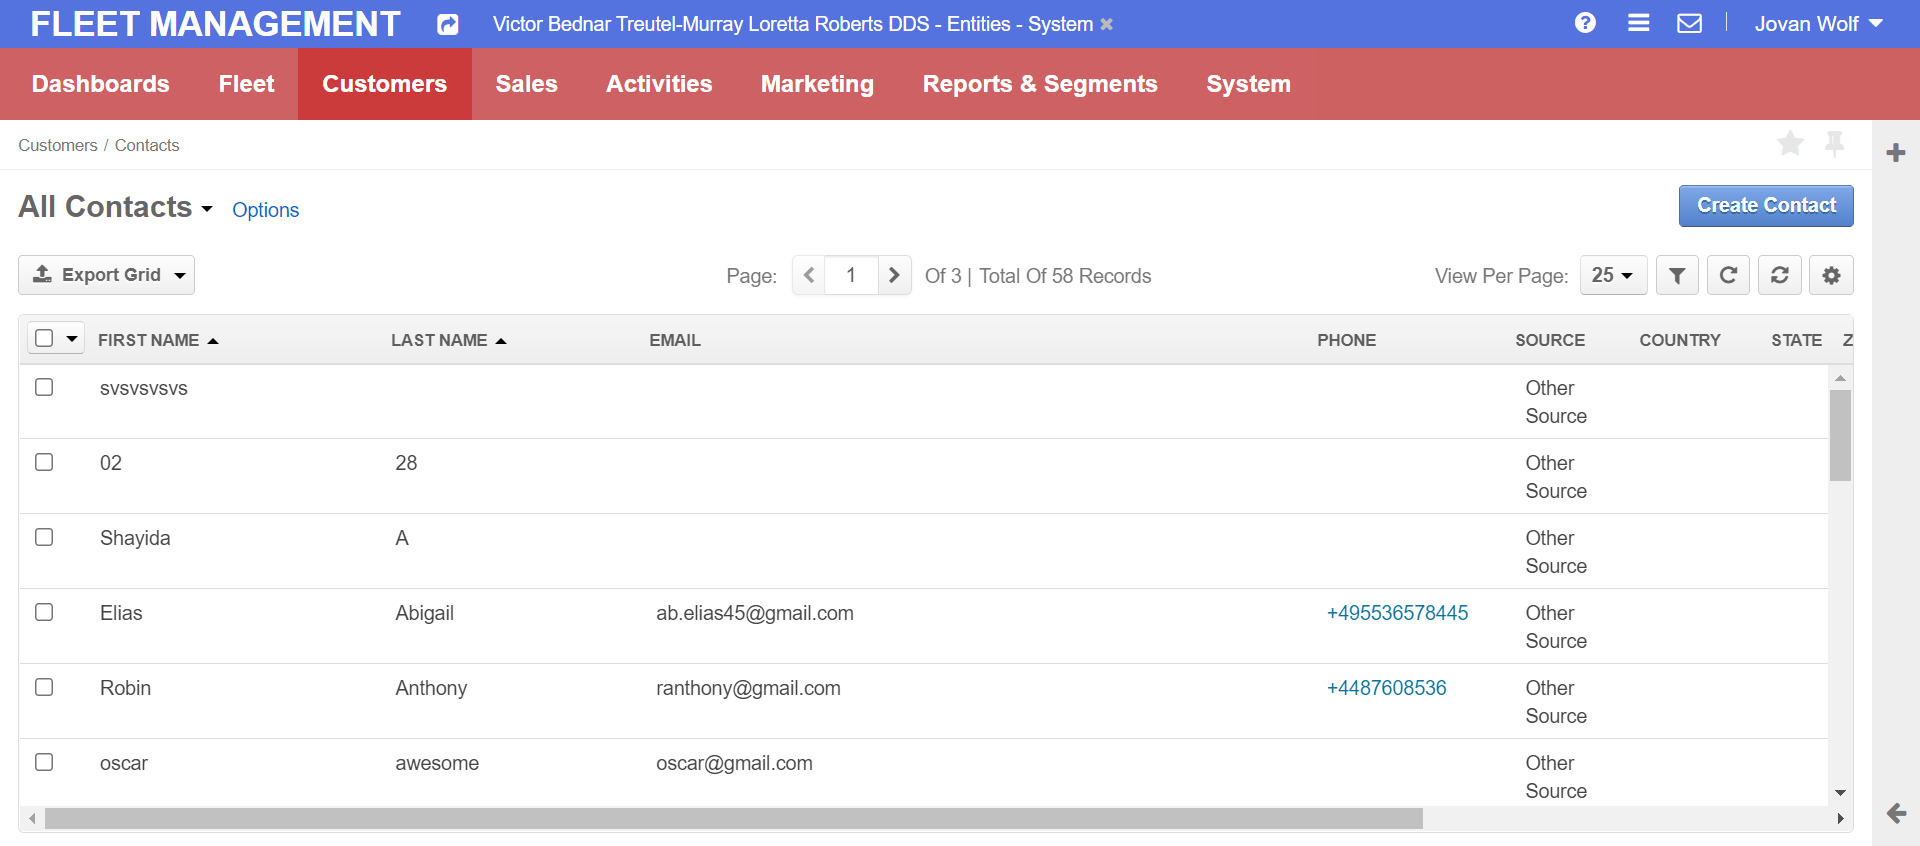 FLEET MANAGEMENT
Victor Bednar Treutel-Murray Loretta Roberts DDS - Entities - System
Jovan Wolf
Dashboards Fleet Customers Sales Activities Marketing Reports & Segments System
Customers / Contacts
All Contacts Options Create Contact
Export Grid Page: 1 Of 3 | Total Of 58 Records View Per Page: 25
FIRST NAME LAST NAME EMAIL PHONE SOURCE COUNTRY STATE Z
svsvsvsvs Other
Source
02 28 Other
Source
Shayida A Other
Source
Elias Abigail ab.elias45@gmail.com +495536578445 Other
Source
Robin Anthony ranthony@gmail.com +4487608536 Other
Source
oscar awesome oscar@gmail.com Other
Source